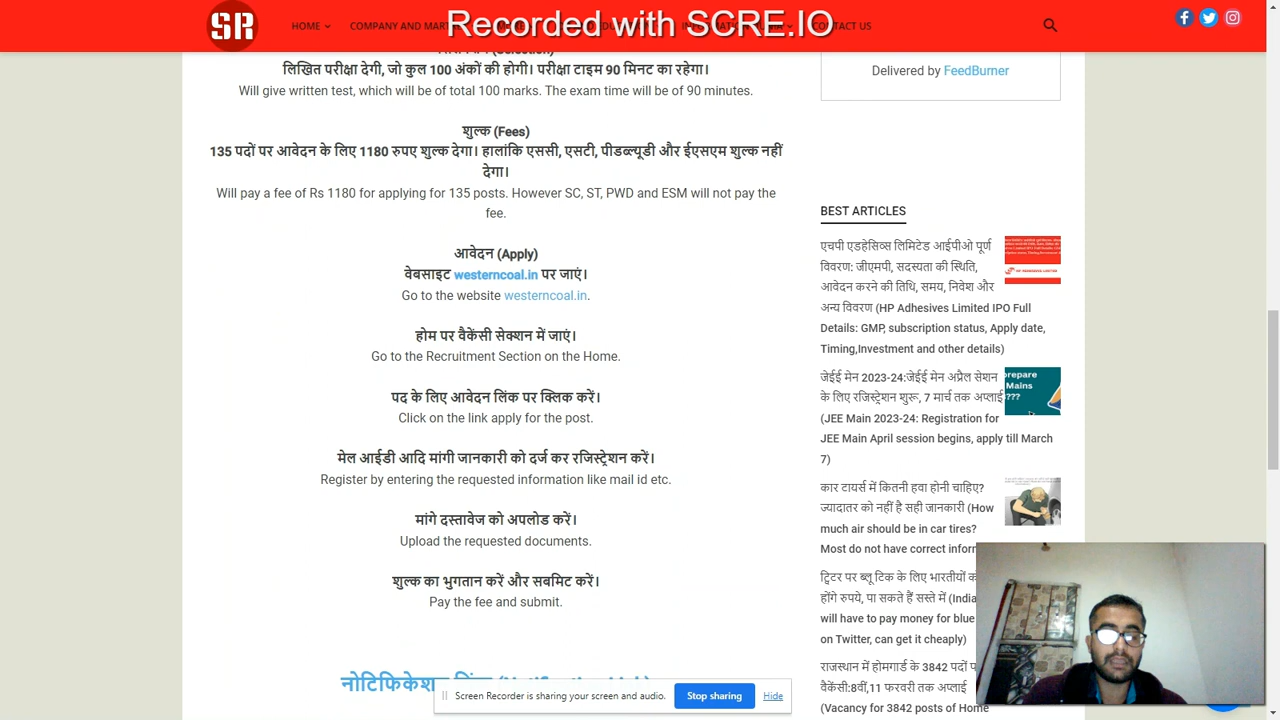 SR
HOME
COMPANY AND MART
CONTACT US
Recorded with SCRE.IO
(Selection)
लिखित परीक्षा देगी, जो कुल 100 अंकों की होगी। परीक्षा टाइम 90 मिनट का रहेगा।
Will give written test, which will be of total 100 marks. The exam time will be of 90 minutes.
शुल्क (Fees)
135 पदों पर आवेदन के लिए 1180 रुपए शुल्क देगा। हालांकि एससी, एसटी, पीडब्ल्यूडी और ईएसएम शुल्क नहीं
देगा।
Will pay a fee of Rs 1180 for applying for 135 posts. However SC, ST, PWD and ESM will not pay the
fee.
आवेदन (Apply)
वेबसाइट westerncoal.in पर जाएं।
Go to the website westerncoal.in.
होम पर वैकेंसी सेक्शन में जाएं।
Go to the Recruitment Section on the Home.
पद के लिए आवेदन लिंक पर क्लिक करें।
Click on the link apply for the post.
मेल आईडी आदि मांगी जानकारी को दर्ज कर रजिस्ट्रेशन करें।
Register by entering the requested information like mail id etc.
मांगे दस्तावेज को अपलोड करें।
Upload the requested documents.
शुल्क का भुगतान करें और सबमिट करें।
Pay the fee and submit.
Delivered by FeedBurner
BEST ARTICLES
एचपी एडहेसिव्स लिमिटेड आईपीओ पूर्ण
विवरण: जीएमपी, सदस्यता की स्थिति,
आवेदन करने की तिथि, समय, निवेश और
अन्य विवरण (HP Adhesives Limited IPO Full
Details: GMP, subscription status, Apply date,
Timing,Investment and other details)
जेईई मेन 2023-24:जेईई मेन अप्रैल सेशन
के लिए रजिस्ट्रेशन शुरू, 7 मार्च तक अप्लाई
(JEE Main 2023-24: Registration for
JEE Main April session begins, apply till March
7)
prepare
Mains
???
कार टायर्स में कितनी हवा होनी चाहिए?
ज्यादातर को नहीं है सही जानकारी (How
much air should be in car tires?
Most do not have correct infor
ट्विटर पर ब्लू टिक के लिए भारतीयों
होंगे रुपये, पा सकते हैं सस्ते में (India
will have to pay money for blue
on Twitter, can get it cheaply)
राजस्थान में होमगार्ड के 3842 पदों
वैकेंसी:8वीं,11 फरवरी तक अप्लाई
(Vacancy for 3842 posts of Home
Screen Recorder is sharing your screen and audio.
Stop sharing
Hide